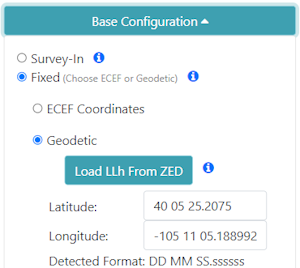 Base Configuration
Survey-In
Fixed (Choose ECEF or Geodetic)
ECEF Coordinates
Geodetic
Load LLh From ZED
Latitude: 40 05 25.2075
Longitude: -105 11 05.188992
Detected Format: DD MM SS.ssssss